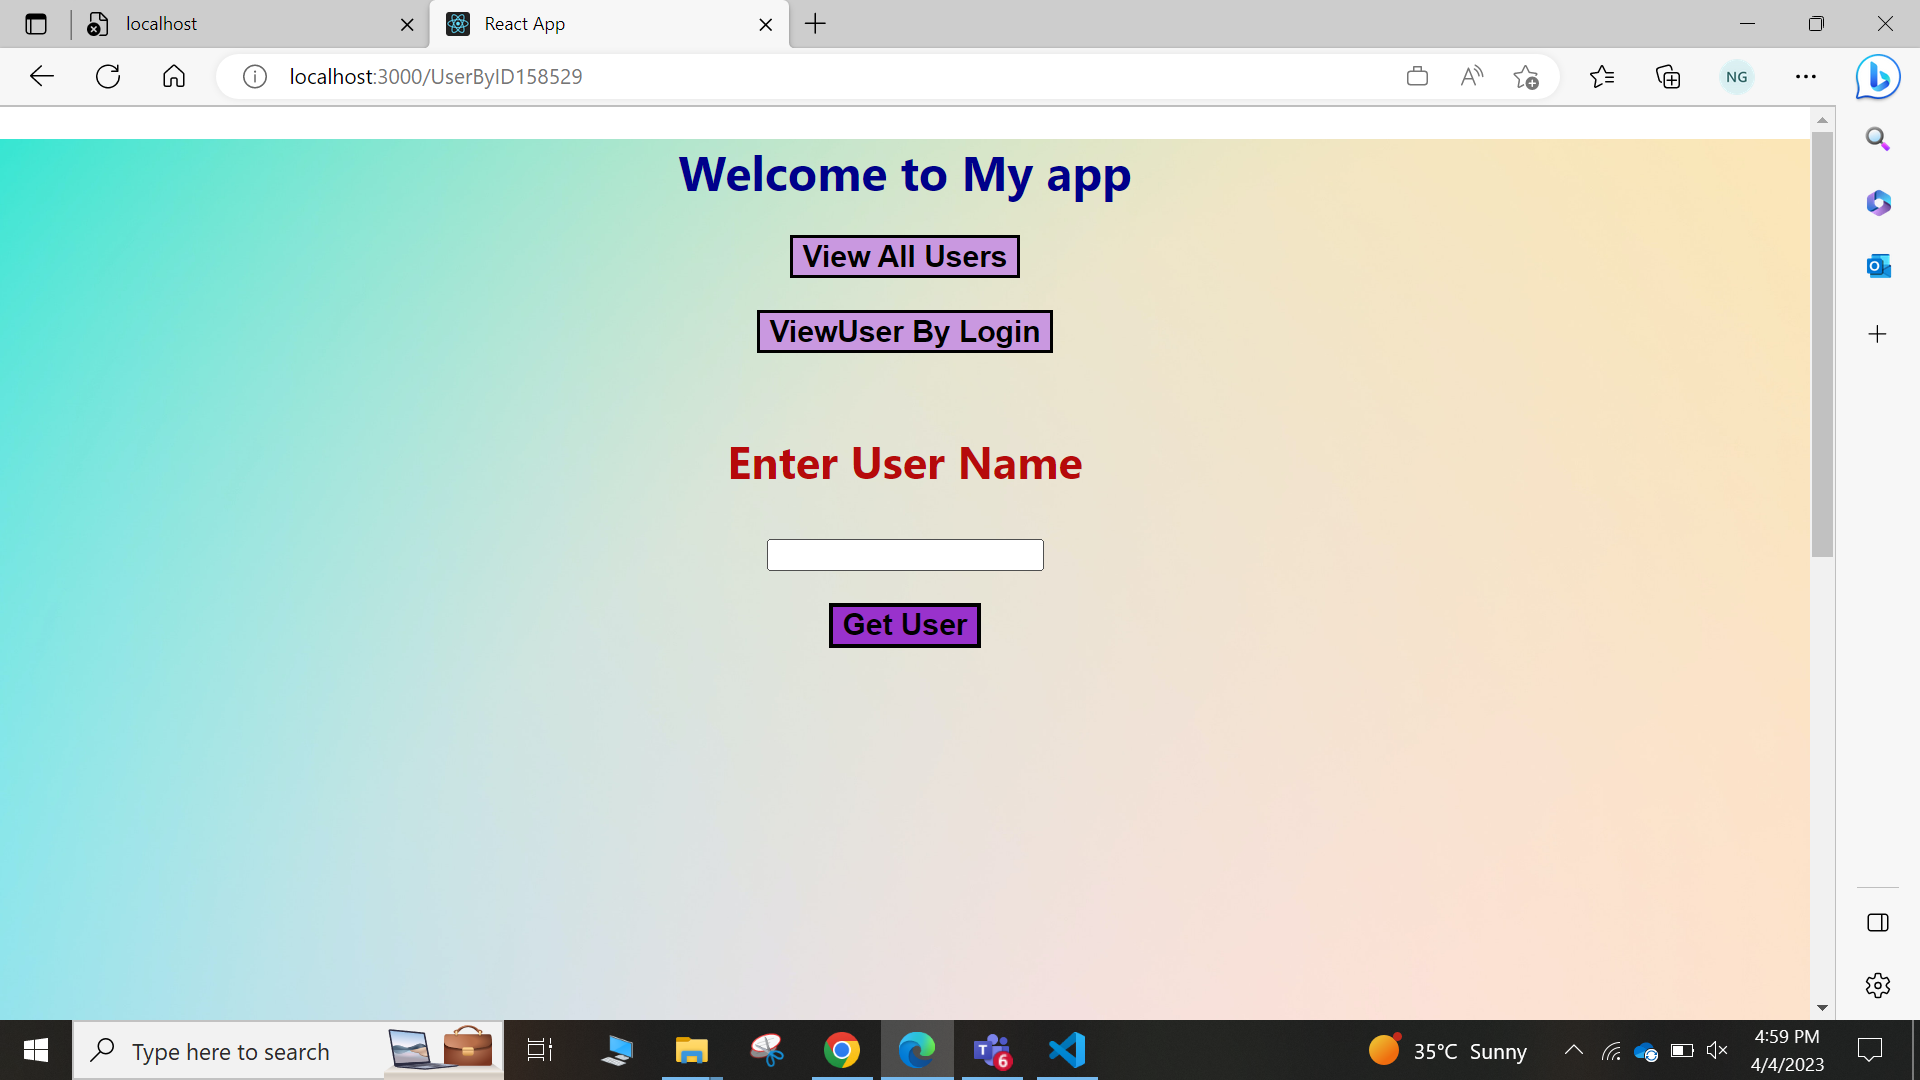 localhost
React App
localhost:3000/UserByID158529
NG
Welcome to My app
View All Users
ViewUser By Login
Enter User Name
Get User
Type here to search
6
35°C Sunny
4:59 PM
4/4/2023